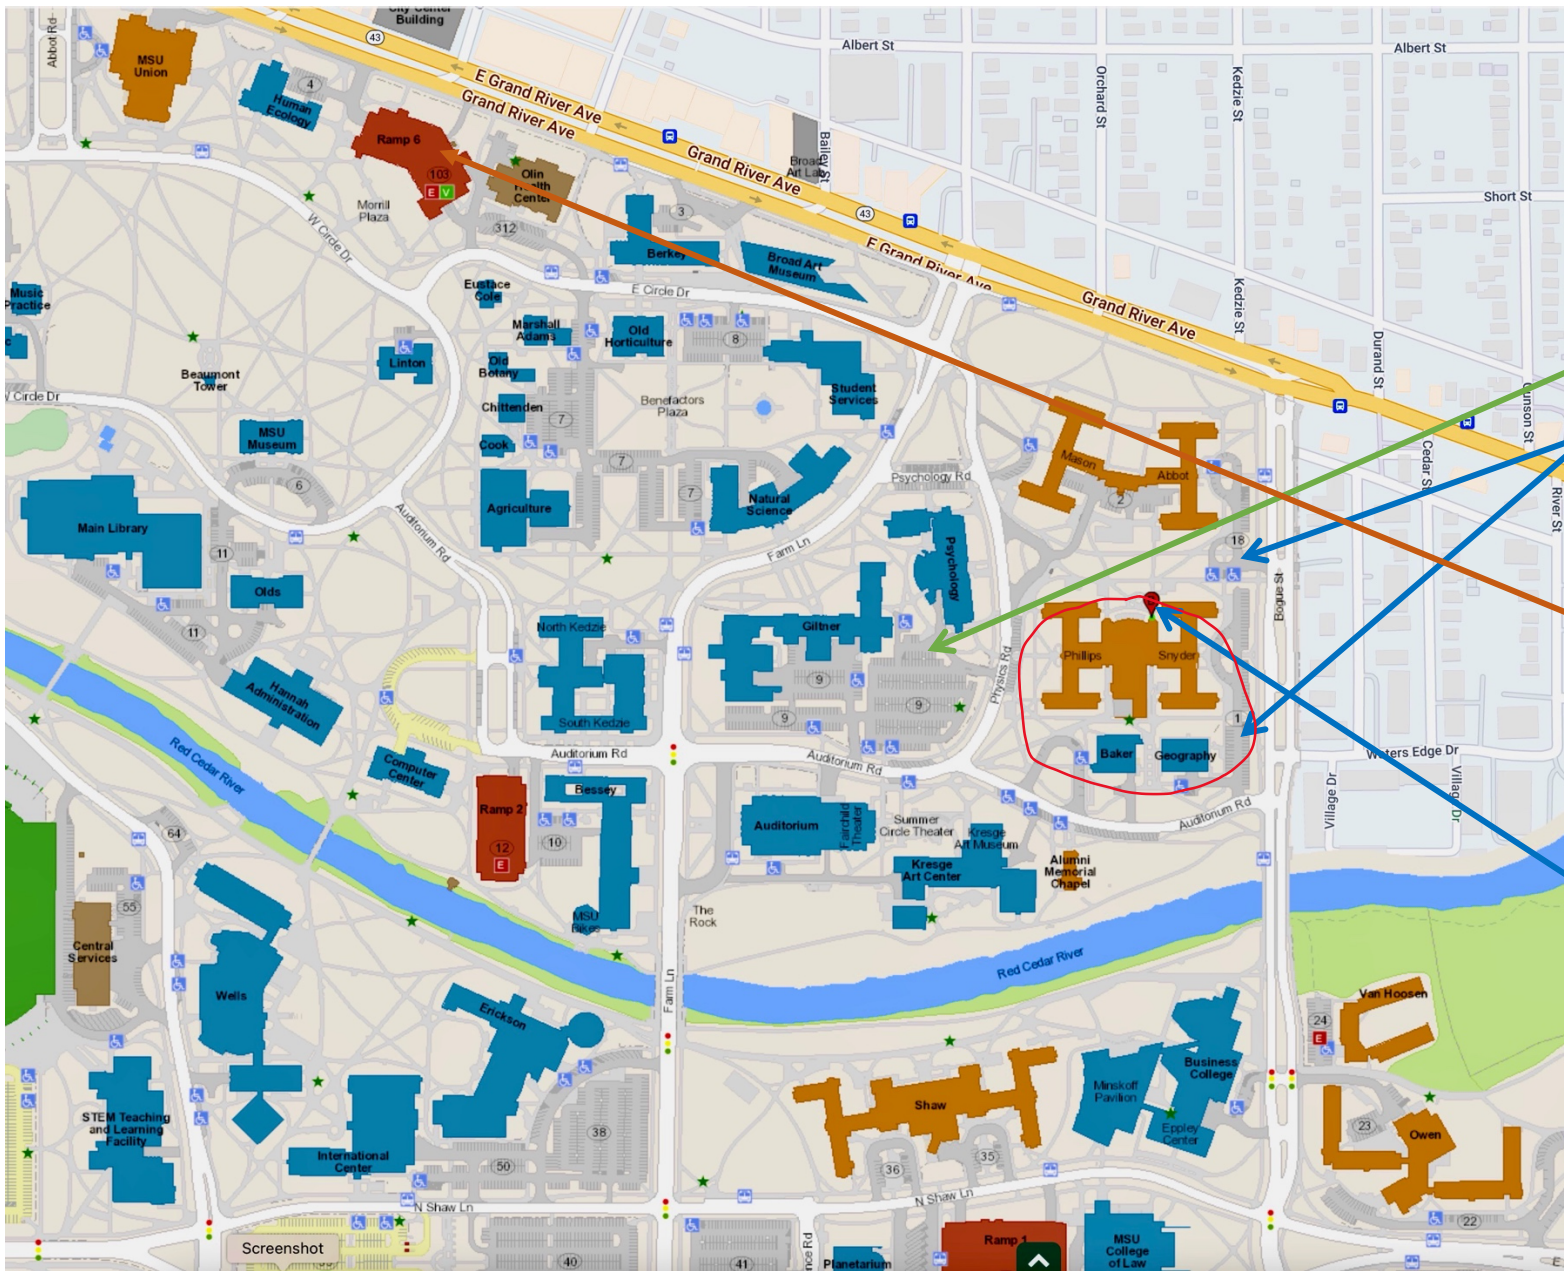 City Center
Building
Abbot Rd
43
Albert St
Albert St
MSU
Union
4
Human
Ecology
E Grand River Ave
Grand River Ave
Orchard St
Kedzie St
Ramp 6
103
E V
Olin
Health
Center
Grand River Ave
Broad
Art Lab
Bailey St
Short St
Morrill
Plaza
312
3
43
W Circle Dr
Berkey
Broad Art
Museum
E Grand River Ave
Music
Practice
Eustace
Cole
E Circle Dr
Kedzie St
Grand River Ave
Marshall
Adams
Old
Horticulture
8
Durand St
Linton
Old
Botany
Beaumont
Tower
Student
Services
Gunson St
W Circle Dr
Chittenden
7
Benefactors
Plaza
MSU
Museum
Cook
Mason
Abbot
Cedar St
6
7
7
Natural
Science
Psychology Rd
2
River St
Main Library
Agriculture
Auditorium Rd
11
Farm Ln
Psychology
18
Olds
Bogue St
11
North Kedzie
Giltner
Phillips
Snyder
Physics Rd
Hannah
Administration
9
9
9
1
South Kedzie
Red Cedar River
Auditorium Rd
Auditorium Rd
Baker
Geography
Waters Edge Dr
Computer
Center
Village Dr
Village Dr
Ramp 2
12
E
Bessey
10
Auditorium
Fairchild
Theater
Summer
Circle Theater
Kresge
Art Museum
Auditorium Rd
64
Kresge
Art Center
Alumni
Memorial
Chapel
55
MSU
Bikes
The
Rock
Central
Services
Red Cedar River
Wells
Farm Ln
Erickson
Van Hoosen
24
E
Business
College
Minskoff
Pavilion
Eppley
Center
STEM Teaching
and Learning
Facility
Shaw
38
23
Owen
International
Center
50
36
35
N Shaw Ln
N Shaw Ln
22
Screenshot
40
41
Planetarium
Ramp 1
MSU
College
of Law